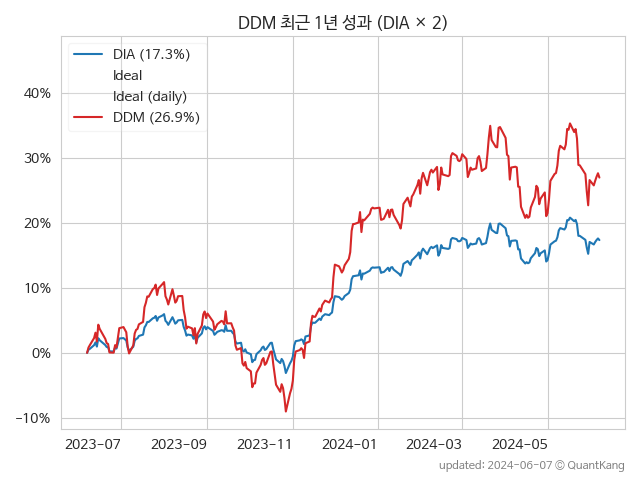 DDM 최근 1년 성과 (DIA × 2)
DIA (17.3%)
Ideal
Ideal (daily)
DDM (26.9%)
40%
30%
20%
10%
0%
−10%
2023-07 2023-09 2023-11 2024-01 2024-03 2024-05
updated: 2024-06-07 © QuantKang